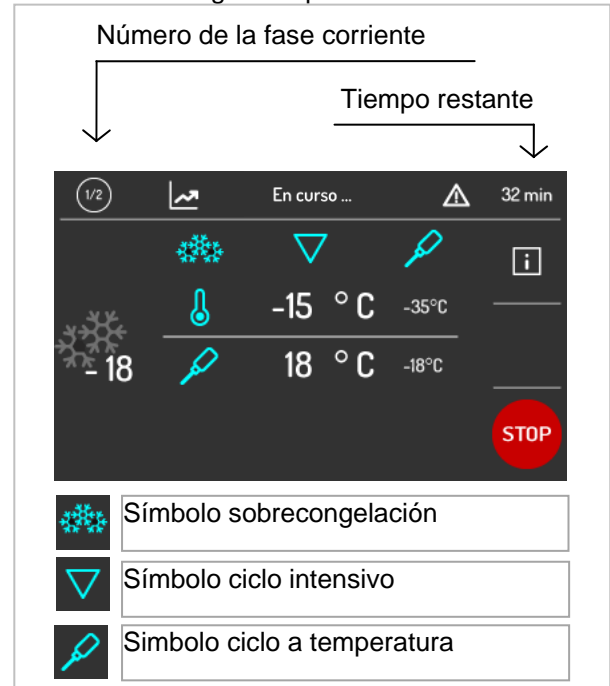 Número de la fase corriente
Tiempo restante
1/2
En curso ...
32 min
i
-15 °C -35°C
-18
18 °C -18°C
STOP
Símbolo sobrecongelación
Símbolo ciclo intensivo
Simbolo ciclo a temperatura